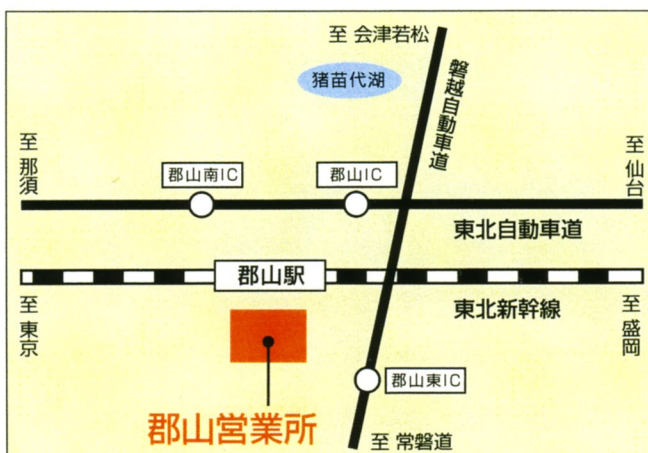 至 会津若松
猪苗代湖
磐越自動車道
至 那須
郡山南IC
郡山IC
至 仙台
東北自動車道
郡山駅
至 東京
東北新幹線
至 盛岡
郡山東IC
郡山営業所
至 常磐道